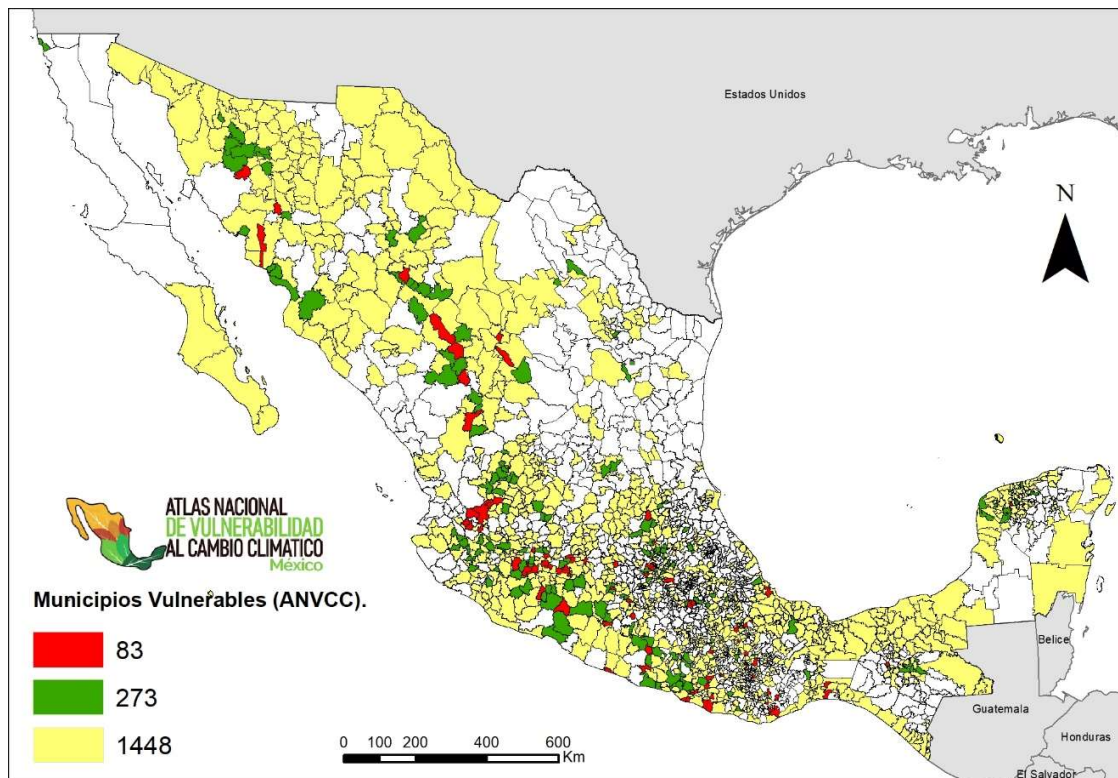 Estados Unidos
N
ATLAS NACIONAL
DE VULNERABILIDAD
AL CAMBIO CLIMATICO
México
Municipios Vulnerables (ANVCC).
83
273
1448
0 100 200 400 600
Km
Belice
Guatemala
Honduras
El Salvador